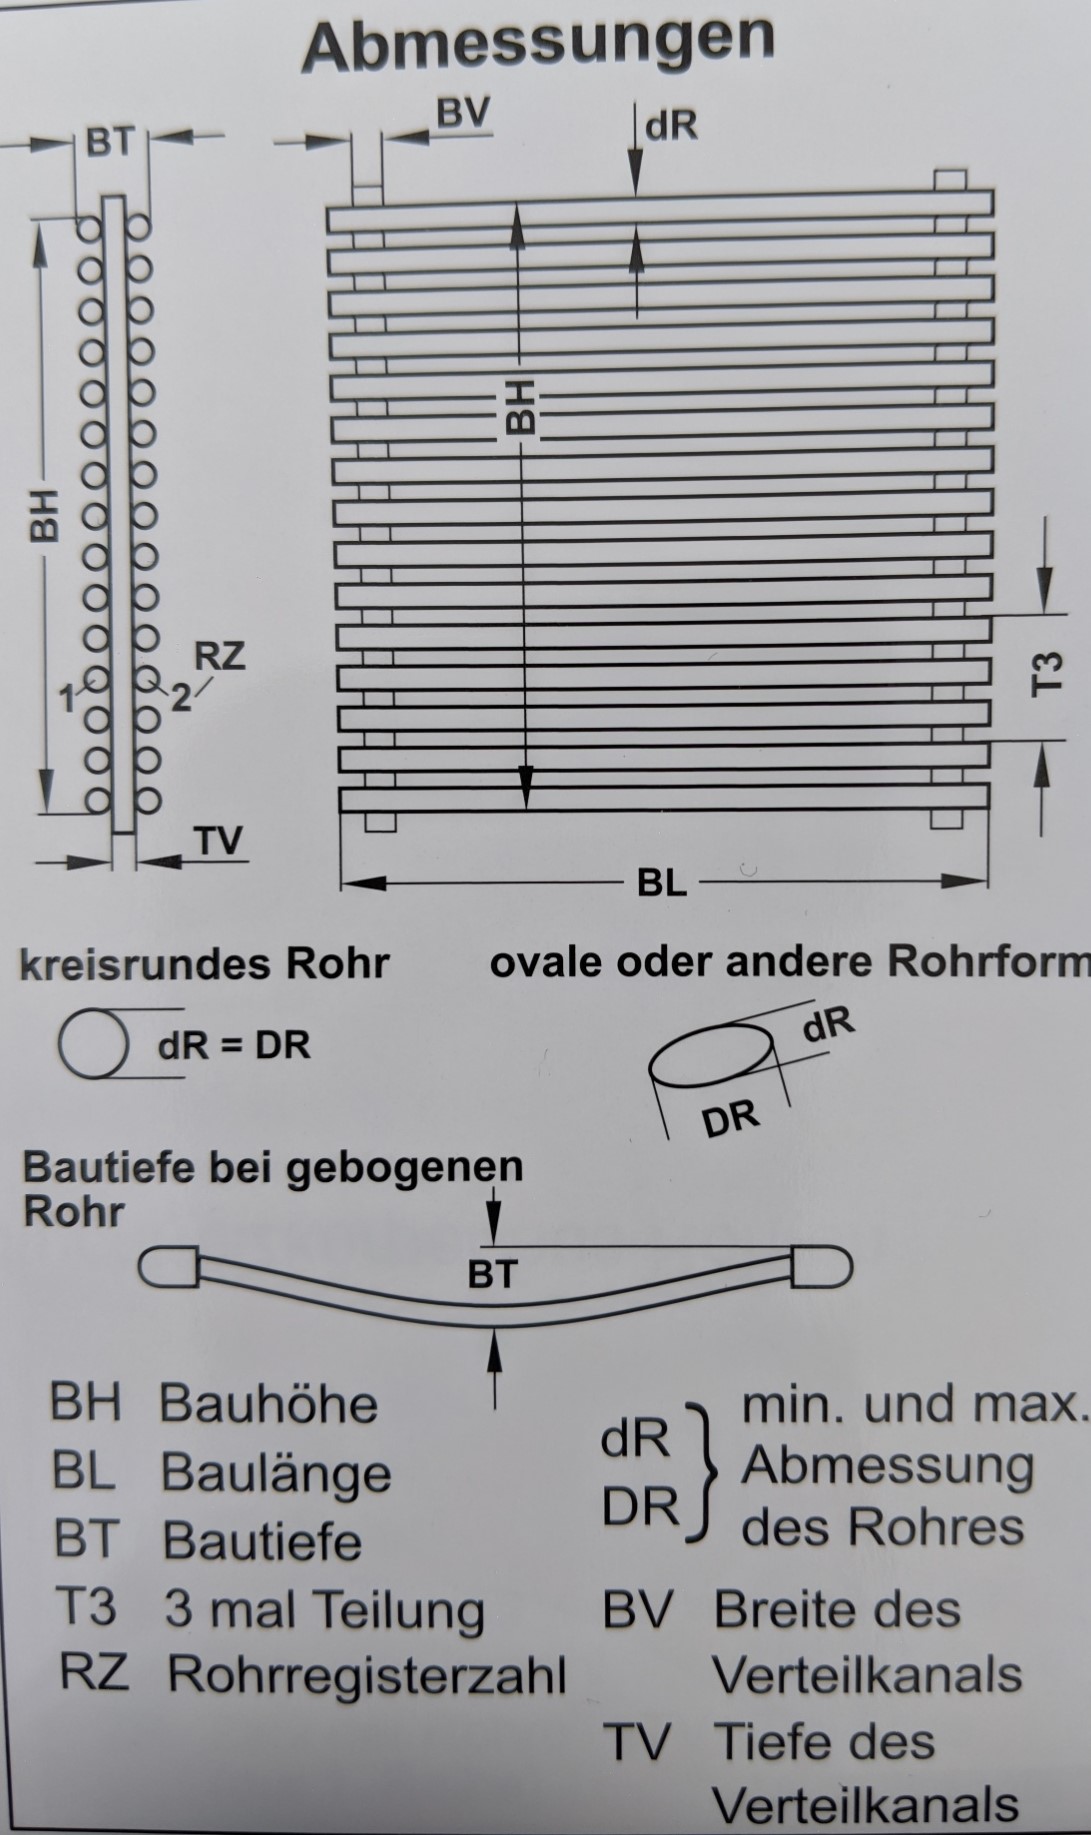 Abmessungen
BT
BV
dR
BH
BH
RZ
1
2
T3
TV
BL
kreisrundes Rohr
ovale oder andere Rohrform
dR = DR
dR
DR
Bautiefe bei gebogenen
Rohr
BT
BH Bauhöhe
BL Baulänge
BT Bautiefe
T3 3 mal Teilung
RZ Rohrregisterzahl
dR
DR
min. und max.
Abmessung
des Rohres
BV Breite des
Verteilkanals
TV Tiefe des
Verteilkanals